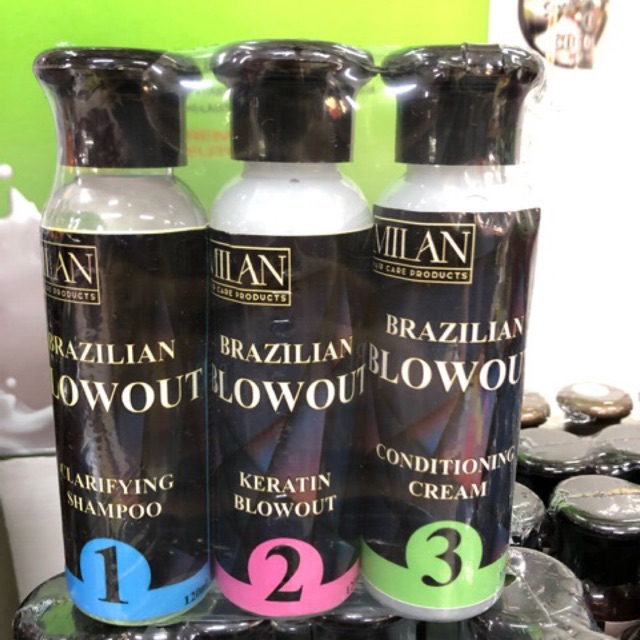 MILAN
HAIR CARE PRODUCTS
BRAZILIAN
BLOWOUT
CLARIFYING
SHAMPOO
1
MILAN
HAIR CARE PRODUCTS
BRAZILIAN
BLOWOUT
KERATIN
BLOWOUT
2
MILAN
HAIR CARE PRODUCTS
BRAZILIAN
BLOWOUT
CONDITIONING
CREAM
3